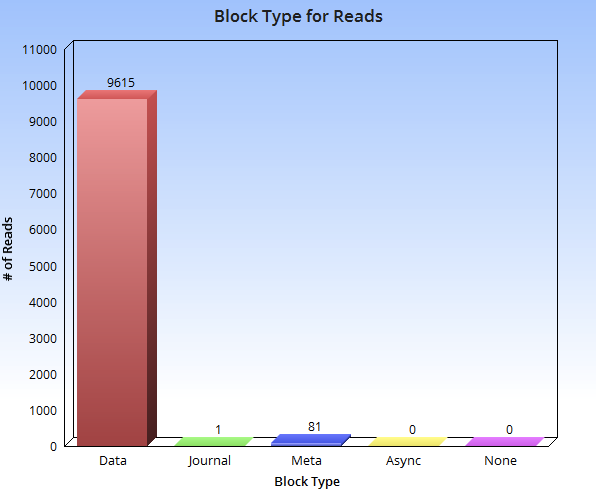 Block Type for Reads
11000
10000
9000
8000
7000
6000
5000
4000
3000
2000
1000
0
# of Reads
9615
1
81
0
0
Data
Journal
Meta
Async
None
Block Type